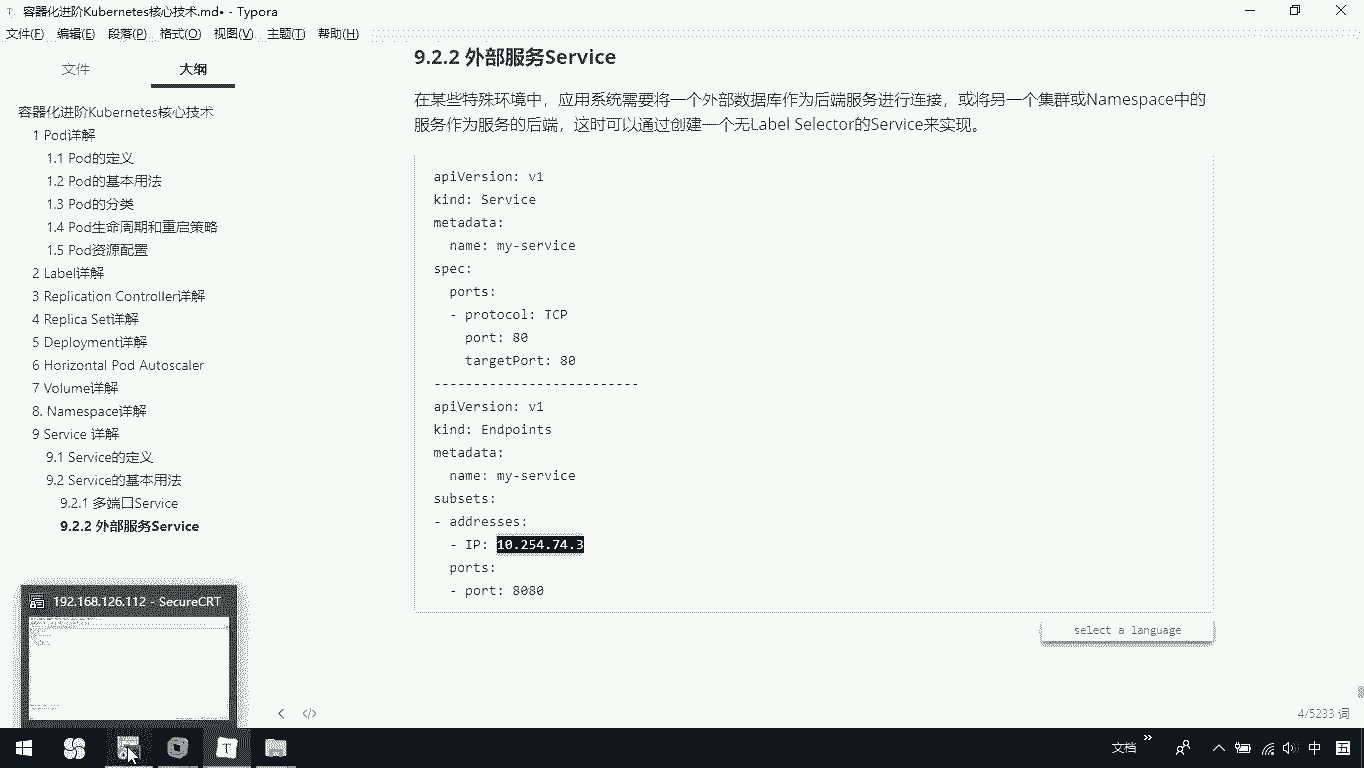 容器化进阶Kubernetes核心技术.md• - Typora
文件(F) 编辑(E) 段落(P) 格式(O) 视图(V) 主题(T) 帮助(H)
文件 大纲
容器化进阶Kubernetes核心技术
1 Pod详解
1.1 Pod的定义
1.2 Pod的基本用法
1.3 Pod的分类
1.4 Pod生命周期和重启策略
1.5 Pod资源配置
2 Label详解
3 Replication Controller详解
4 Replica Set详解
5 Deployment详解
6 Horizontal Pod Autoscaler
7 Volume详解
8. Namespace详解
9 Service 详解
9.1 Service的定义
9.2 Service的基本用法
9.2.1 多端口Service
9.2.2 外部服务Service
192.168.126.112 - SecureCRT
9.2.2 外部服务Service
在某些特殊环境中，应用系统需要将一个外部数据库作为后端服务进行连接，或将另一个集群或Namespace中的
服务作为服务的后端，这时可以通过创建一个无Label Selector的Service来实现。
apiVersion: v1
kind: Service
metadata:
  name: my-service
spec:
  ports:
  - protocol: TCP
    port: 80
    targetPort: 80
--------------------------
apiVersion: v1
kind: Endpoints
metadata:
  name: my-service
subsets:
- addresses:
  - IP: 10.254.74.3
  ports:
  - port: 8080
select a language
4/5233 词
文档 » 中 五